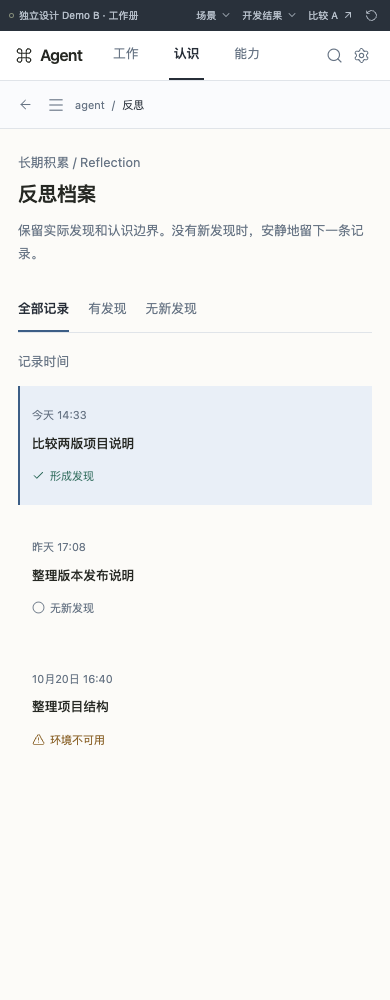 独立设计 Demo B · 工作册 场景 开发结果 比较 A
Agent 工作 认识 能力
agent / 反思
长期积累 / Reflection
反思档案
保留实际发现和认识边界。没有新发现时，安静地留下一条记
录。
全部记录 有发现 无新发现
记录时间
今天 14:33
比较两版项目说明
形成发现
昨天 17:08
整理版本发布说明
无新发现
10月20日 16:40
整理项目结构
环境不可用